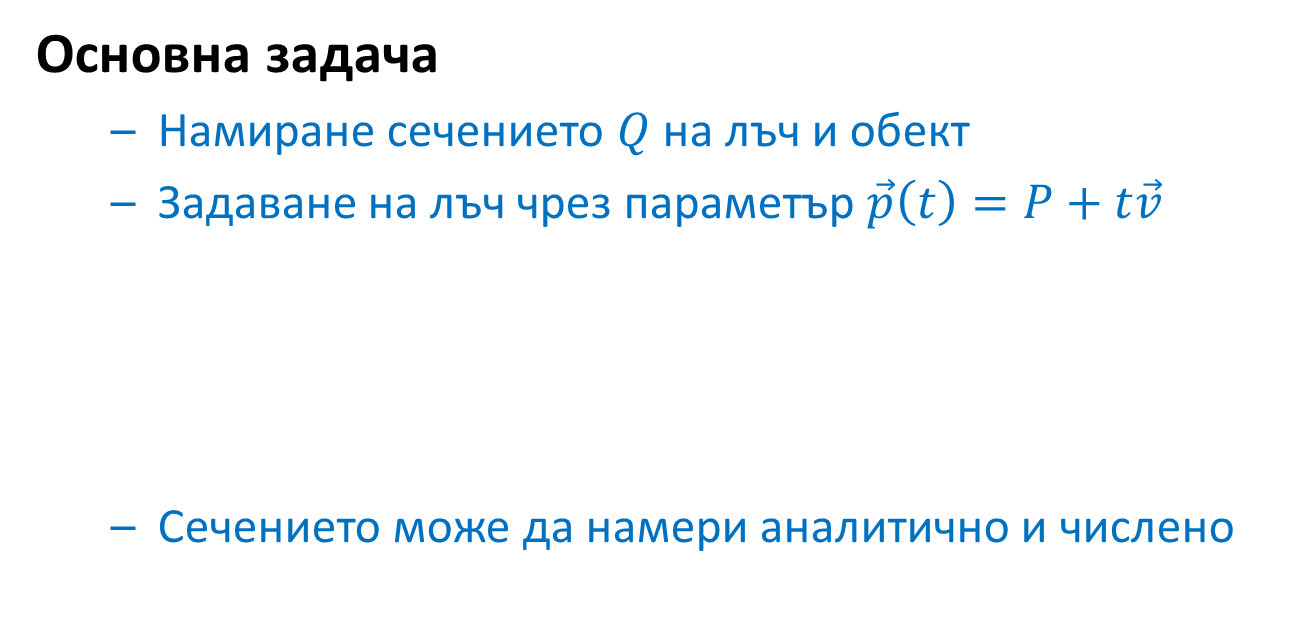 Основна задача
– Намиране сечението Q на лъч и обект
– Задаване на лъч чрез параметър p⃗(t) = P + tv⃗
– Сечението може да намери аналитично и числено